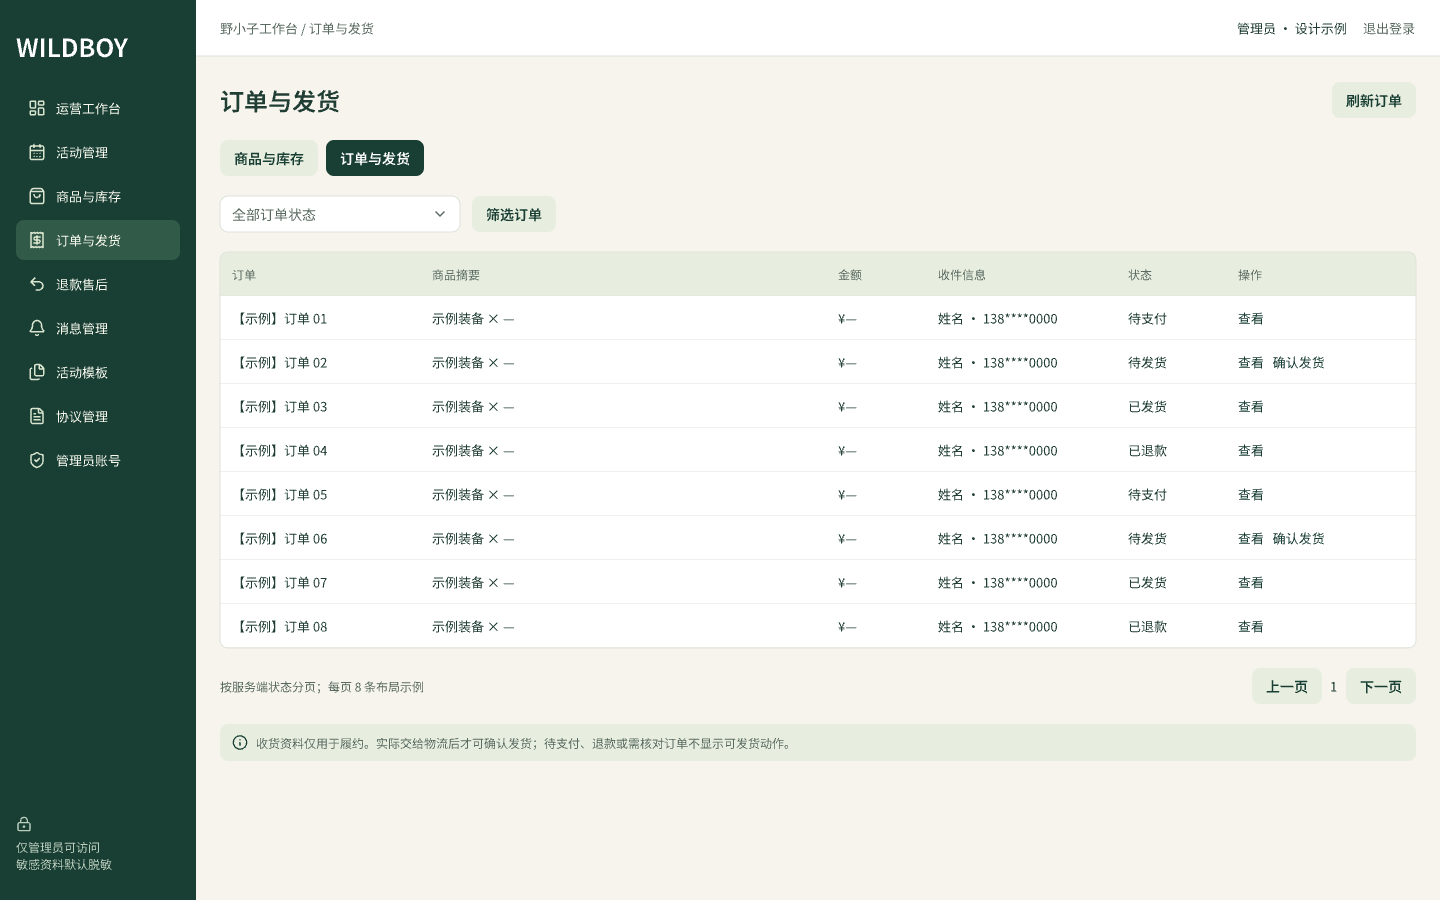 WILDBOY
运营工作台
活动管理
商品与库存
订单与发货
退款售后
消息管理
活动模板
协议管理
管理员账号
仅管理员可访问
敏感资料默认脱敏
野小子工作台 / 订单与发货
管理员 · 设计示例 退出登录
订单与发货
刷新订单
商品与库存 订单与发货
全部订单状态 筛选订单
订单 商品摘要 金额 收件信息 状态 操作
【示例】订单 01 示例装备 × — ¥— 姓名 · 138****0000 待支付 查看
【示例】订单 02 示例装备 × — ¥— 姓名 · 138****0000 待发货 查看 确认发货
【示例】订单 03 示例装备 × — ¥— 姓名 · 138****0000 已发货 查看
【示例】订单 04 示例装备 × — ¥— 姓名 · 138****0000 已退款 查看
【示例】订单 05 示例装备 × — ¥— 姓名 · 138****0000 待支付 查看
【示例】订单 06 示例装备 × — ¥— 姓名 · 138****0000 待发货 查看 确认发货
【示例】订单 07 示例装备 × — ¥— 姓名 · 138****0000 已发货 查看
【示例】订单 08 示例装备 × — ¥— 姓名 · 138****0000 已退款 查看
按服务端状态分页；每页 8 条布局示例
上一页 1 下一页
收货资料仅用于履约。实际交给物流后才可确认发货；待支付、退款或需核对订单不显示可发货动作。